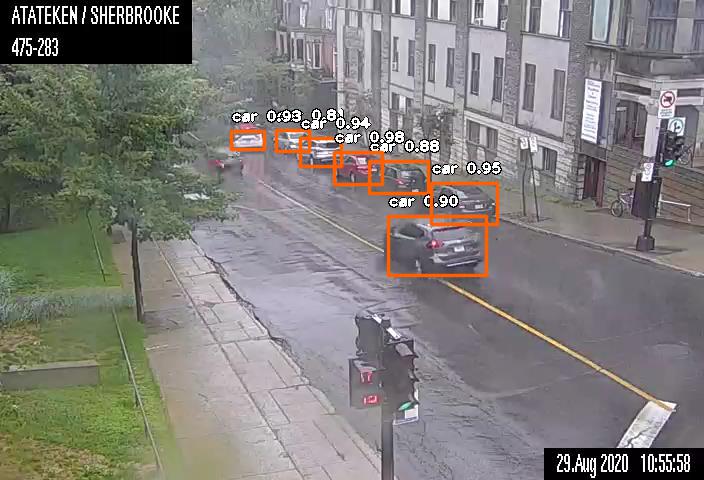 ATATEKEN / SHERBROOKE
475-283
car 0.93
0.81
car 0.94
car 0.98
car 0.88
car 0.95
car 0.90
29.Aug 2020 10:55:58